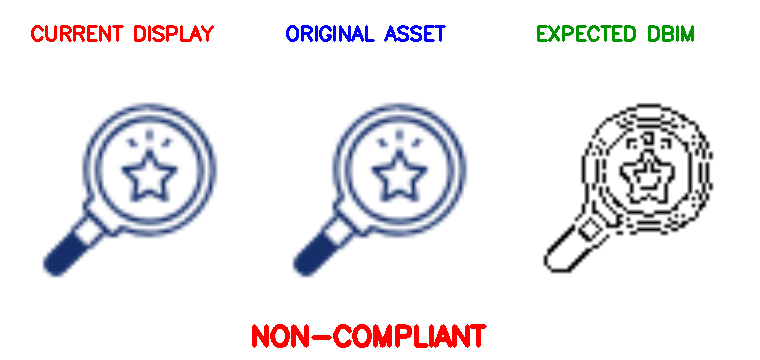 CURRENT DISPLAY
ORIGINAL ASSET
EXPECTED DBIM
NON-COMPLIANT